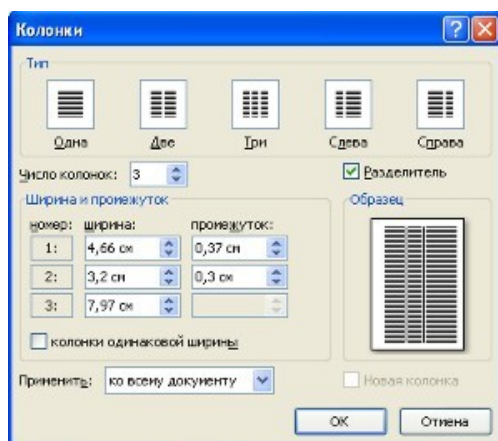 Колонки
Тип
Одна Две Три Слева Справа
Число колонок: 3 Разделитель
Ширина и промежуток Образец
номер: ширина: промежуток:
1: 4,66 см 0,37 см
2: 3,2 см 0,3 см
3: 7,97 см
колонки одинаковой ширины
Применить: ко всему документу Новая колонка
ОК Отмена